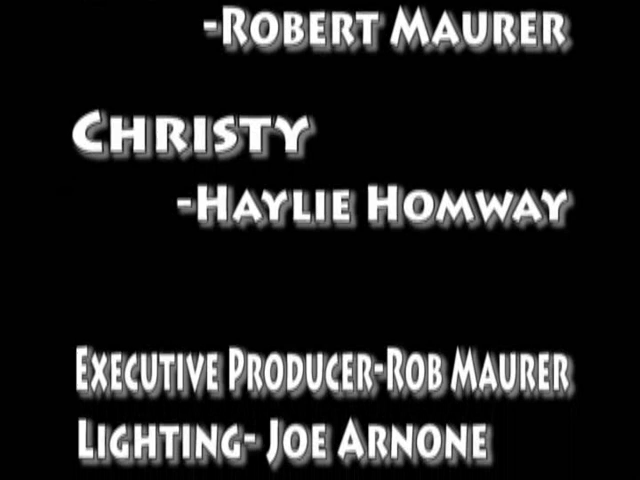 -Robert Maurer
Christy
-Haylie Homway
Executive Producer-Rob Maurer
Lighting- Joe Arnone